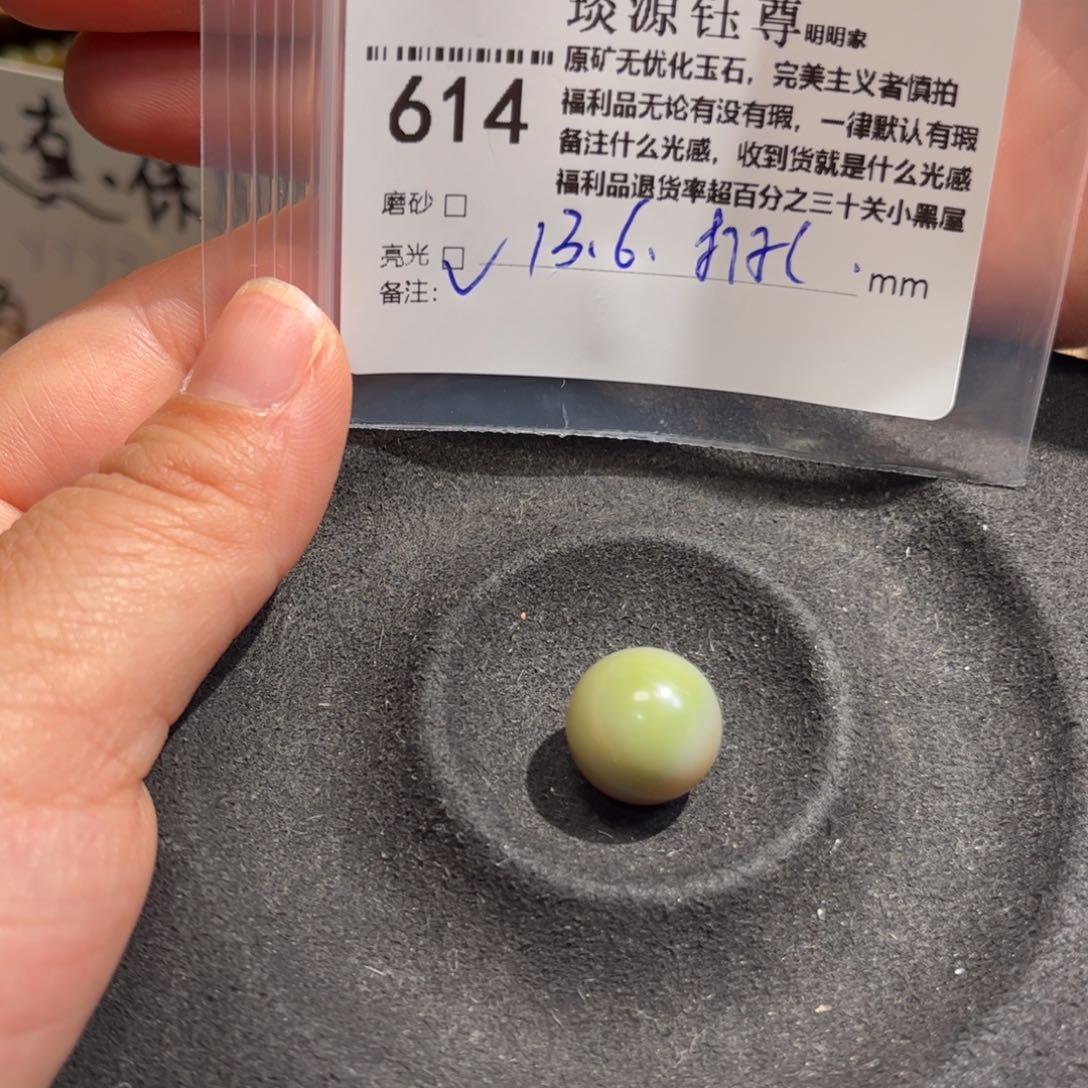 琰源钰尊明明家
614
原矿无优化玉石，完美主义者慎拍
福利品无论有没有瑕，一律默认有瑕
备注什么光感，收到货就是什么光感
福利品退货率超百分之三十关小黑屋
磨砂 □
亮光 □ ✓ 13.6. 打孔 . mm
备注：